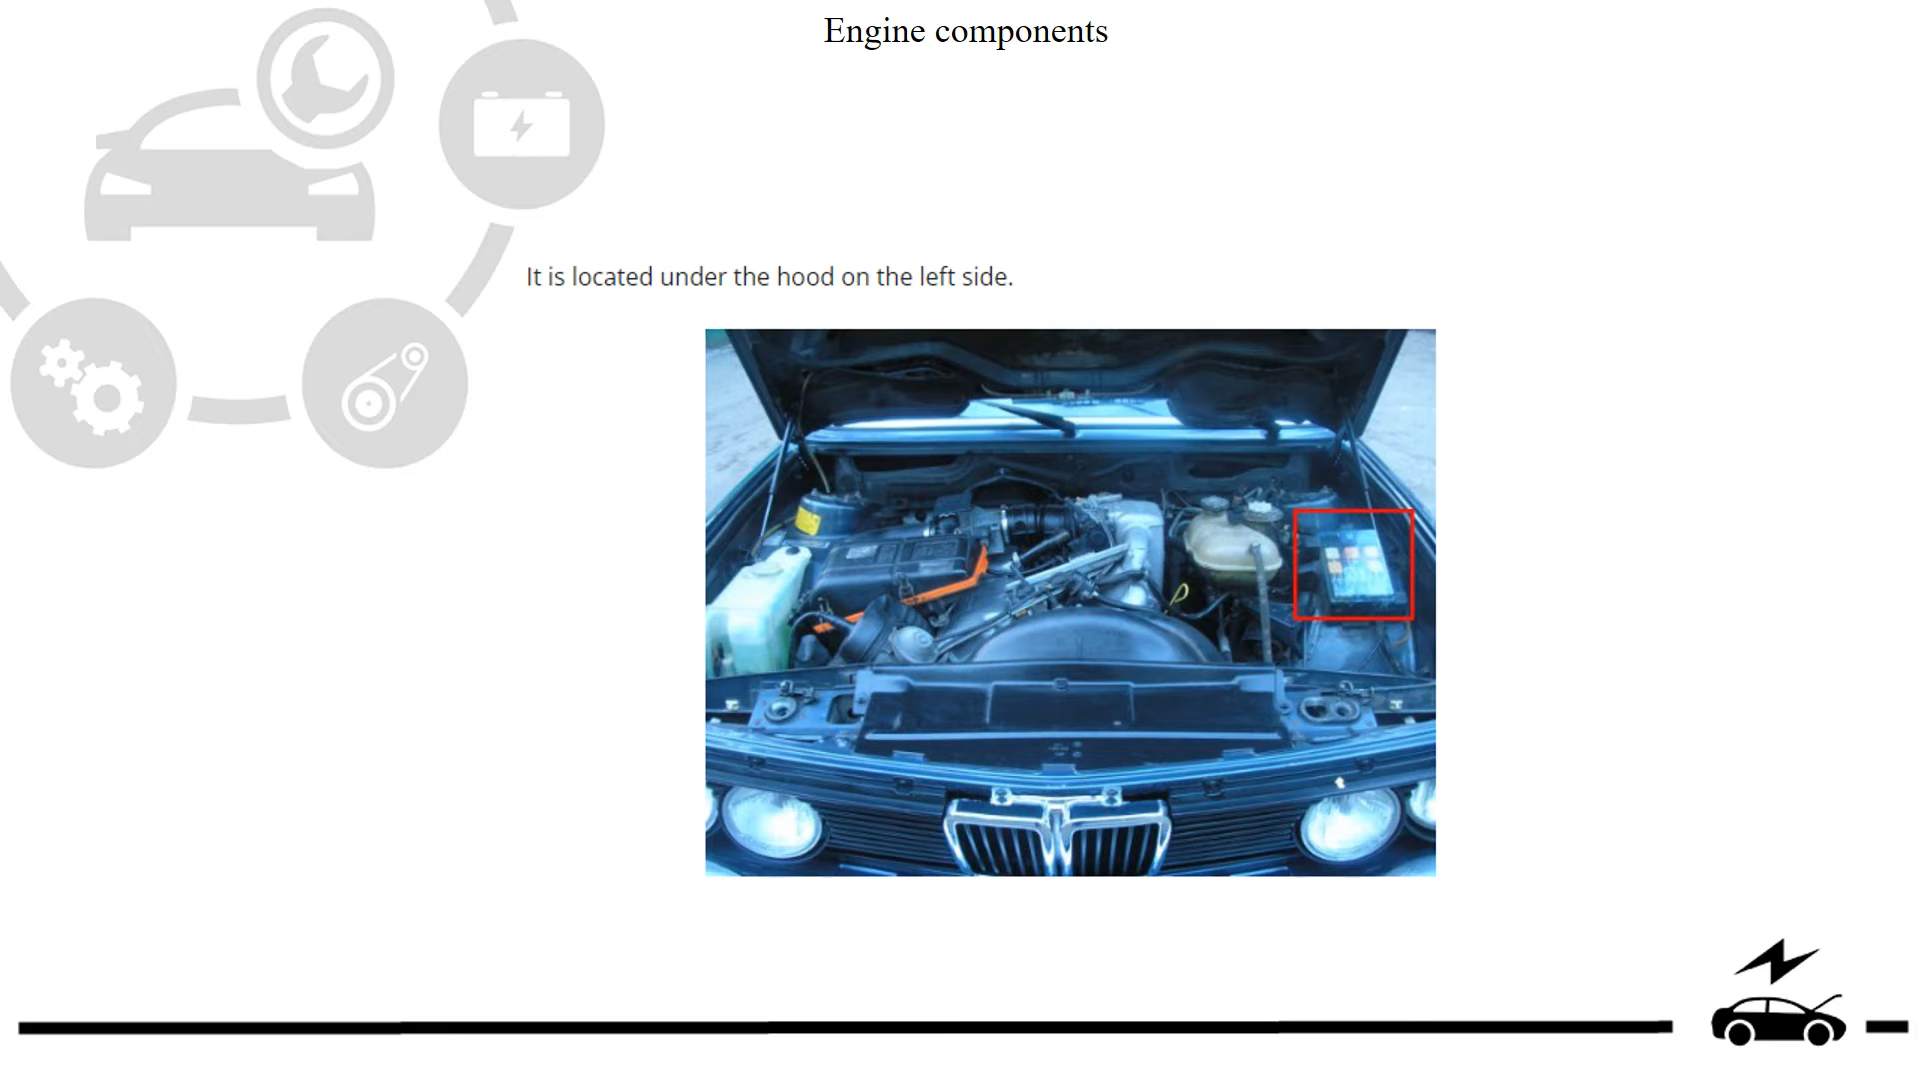 Engine components
It is located under the hood on the left side.